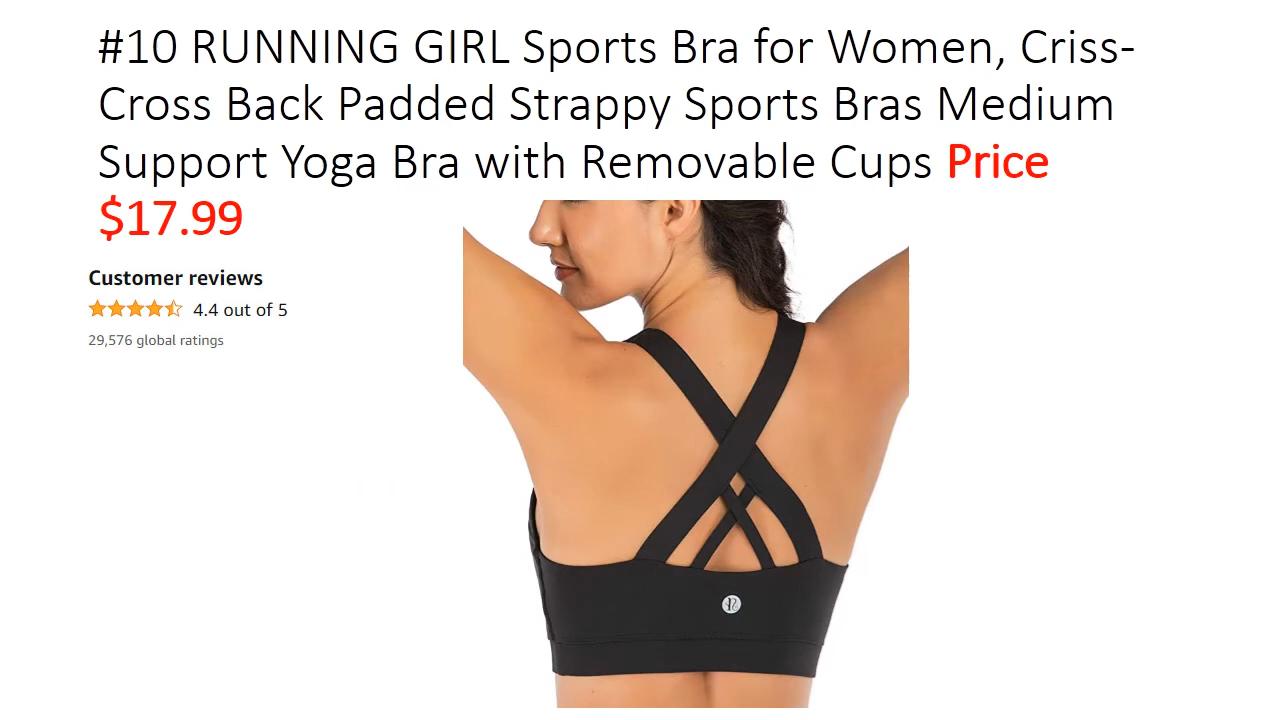 #10 RUNNING GIRL Sports Bra for Women, Criss-
Cross Back Padded Strappy Sports Bras Medium
Support Yoga Bra with Removable Cups Price
$17.99
Customer reviews
4.4 out of 5
29,576 global ratings